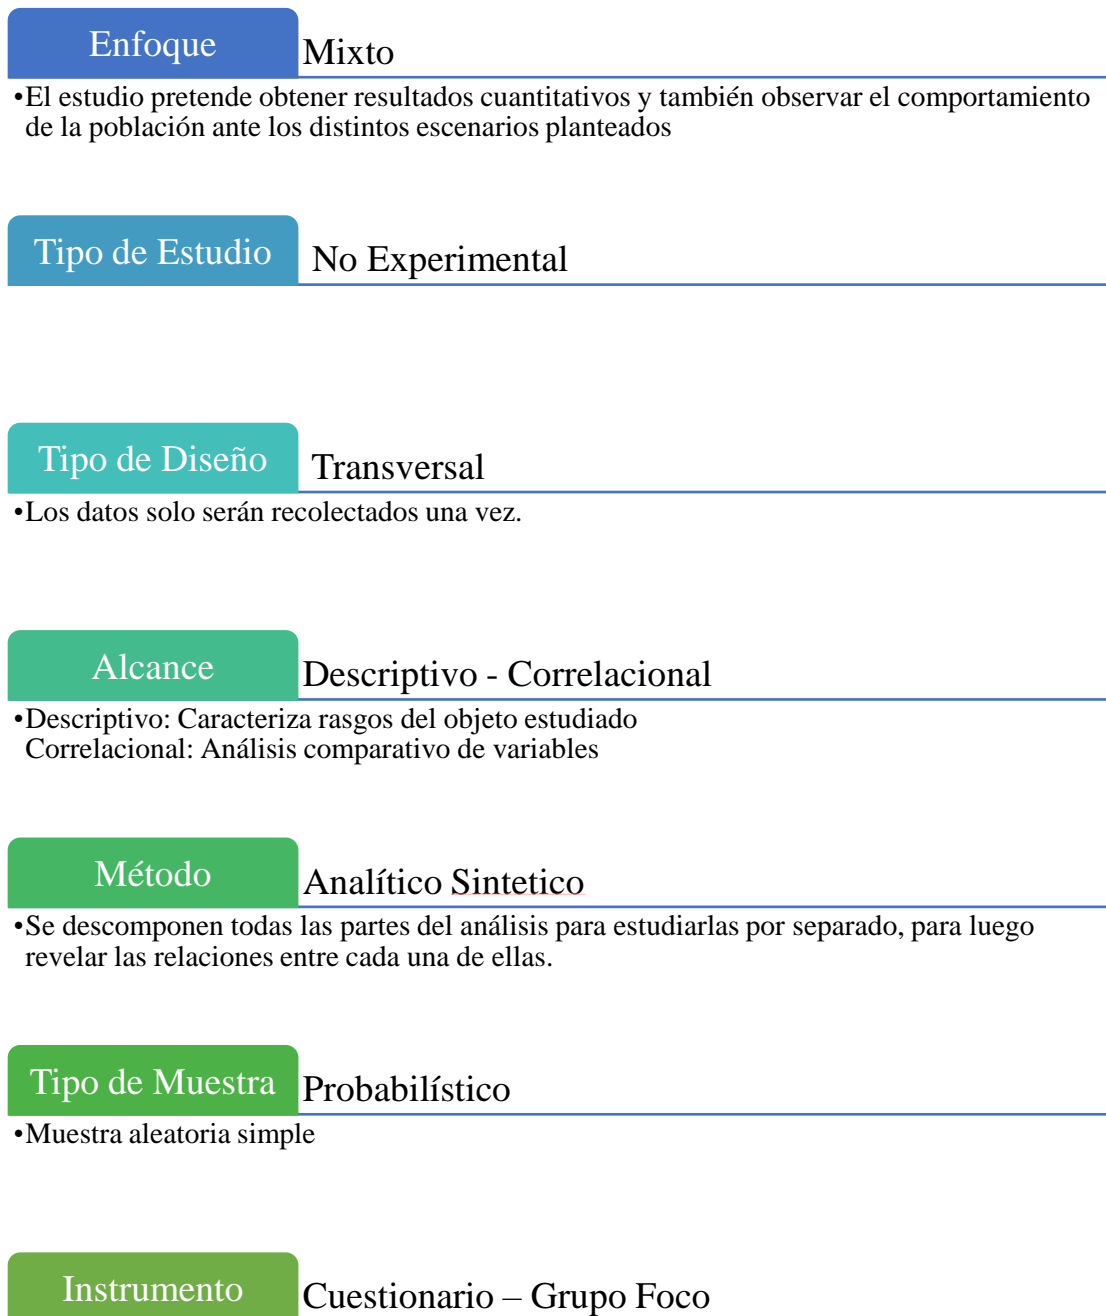 Enfoque Mixto
•El estudio pretende obtener resultados cuantitativos y también observar el comportamiento
de la población ante los distintos escenarios planteados
Tipo de Estudio No Experimental
Tipo de Diseño Transversal
•Los datos solo serán recolectados una vez.
Alcance Descriptivo - Correlacional
•Descriptivo: Caracteriza rasgos del objeto estudiado
Correlacional: Análisis comparativo de variables
Método Analítico Sintetico
•Se descomponen todas las partes del análisis para estudiarlas por separado, para luego
revelar las relaciones entre cada una de ellas.
Tipo de Muestra Probabilístico
•Muestra aleatoria simple
Instrumento Cuestionario – Grupo Foco